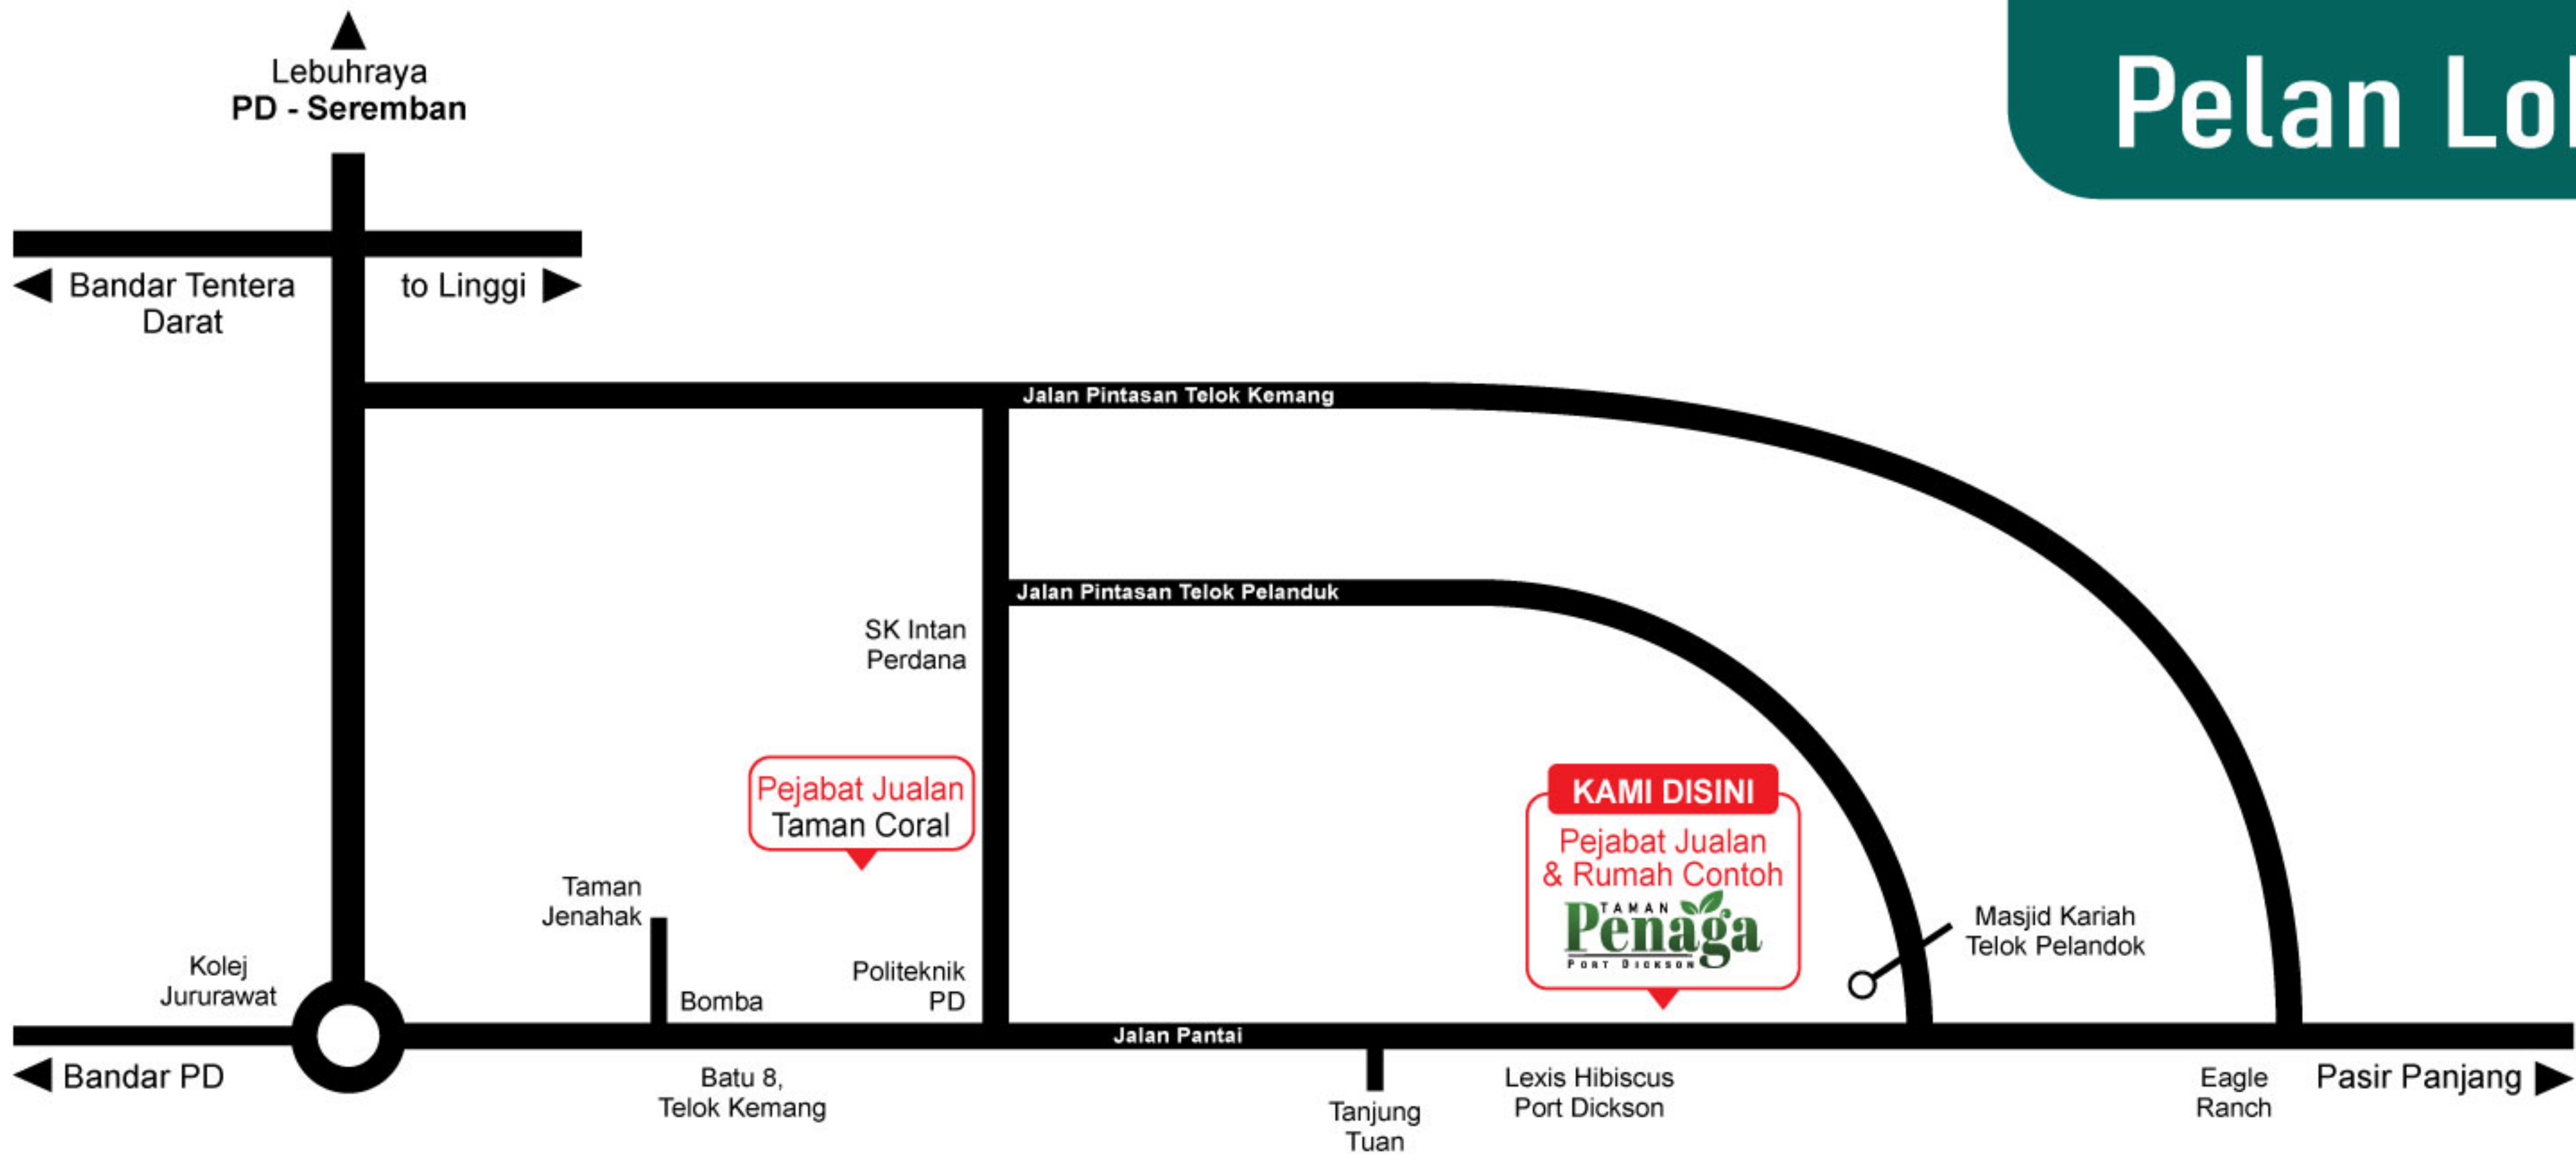 Pelan Lo
Lebuhraya
PD - Seremban
Bandar Tentera
Darat
to Linggi
Jalan Pintasan Telok Kemang
Jalan Pintasan Telok Pelanduk
SK Intan
Perdana
Pejabat Jualan
Taman Coral
KAMI DISINI
Pejabat Jualan
& Rumah Contoh
TAMAN
Penaga
PORT DICKSON
Taman
Jenahak
Masjid Kariah
Telok Pelandok
Kolej
Jururawat
Bomba
Politeknik
PD
Jalan Pantai
Bandar PD
Batu 8,
Telok Kemang
Tanjung
Tuan
Lexis Hibiscus
Port Dickson
Eagle
Ranch
Pasir Panjang